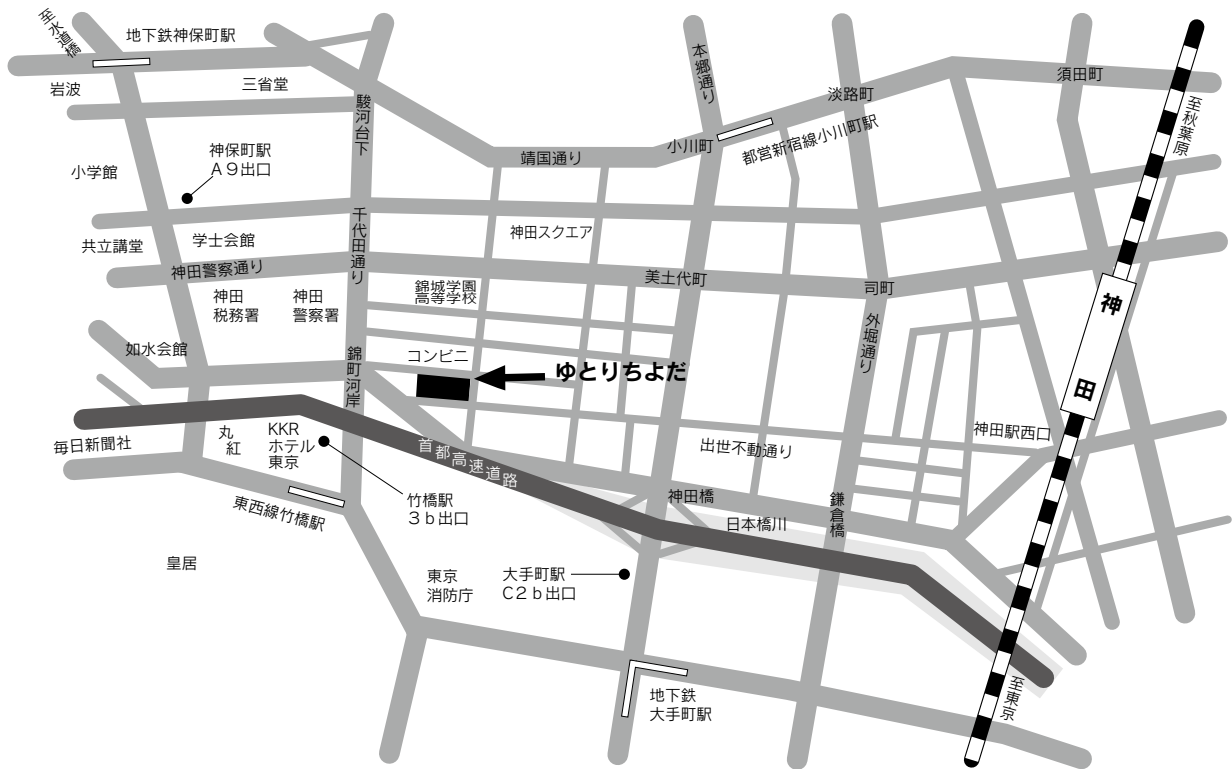 至水道橋
地下鉄神保町駅
岩波
三省堂
駿河台下
本郷通り
淡路町
須田町
至秋葉原
小川町
都営新宿線小川町駅
靖国通り
神保町駅
A9出口
小学館
千代田通り
共立講堂
学士会館
神田スクエア
神田警察通り
美土代町
司町
神田
税務署
神田
警察署
錦城学園
高等学校
外堀通り
神田
如水会館
錦町河岸
コンビニ
ゆとりちよだ
毎日新聞社
丸紅
KKR
ホテル
東京
首都高速道路
出世不動通り
神田駅西口
東西線竹橋駅
竹橋駅
3b出口
神田橋
日本橋川
鎌倉橋
皇居
東京
消防庁
大手町駅
C2b出口
地下鉄
大手町駅
至東京